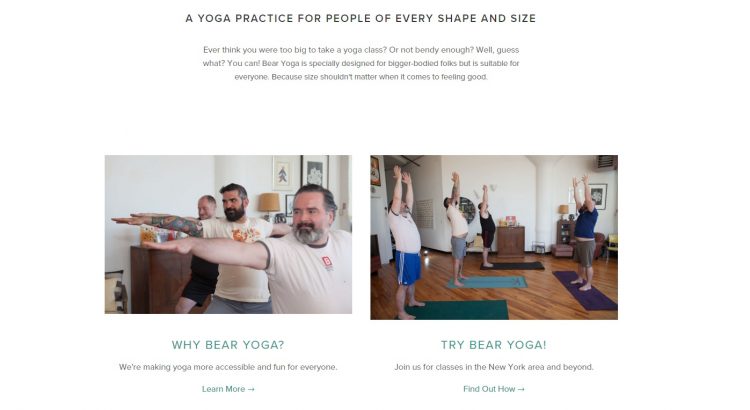 A YOGA PRACTICE FOR PEOPLE OF EVERY SHAPE AND SIZE
Ever think you were too big to take a yoga class? Or not bendy enough? Well, guess
what? You can! Bear Yoga is specially designed for bigger-bodied folks but is suitable for
everyone. Because size shouldn't matter when it comes to feeling good.
WHY BEAR YOGA?
We're making yoga more accessible and fun for everyone.
Learn More →
TRY BEAR YOGA!
Join us for classes in the New York area and beyond.
Find Out How →